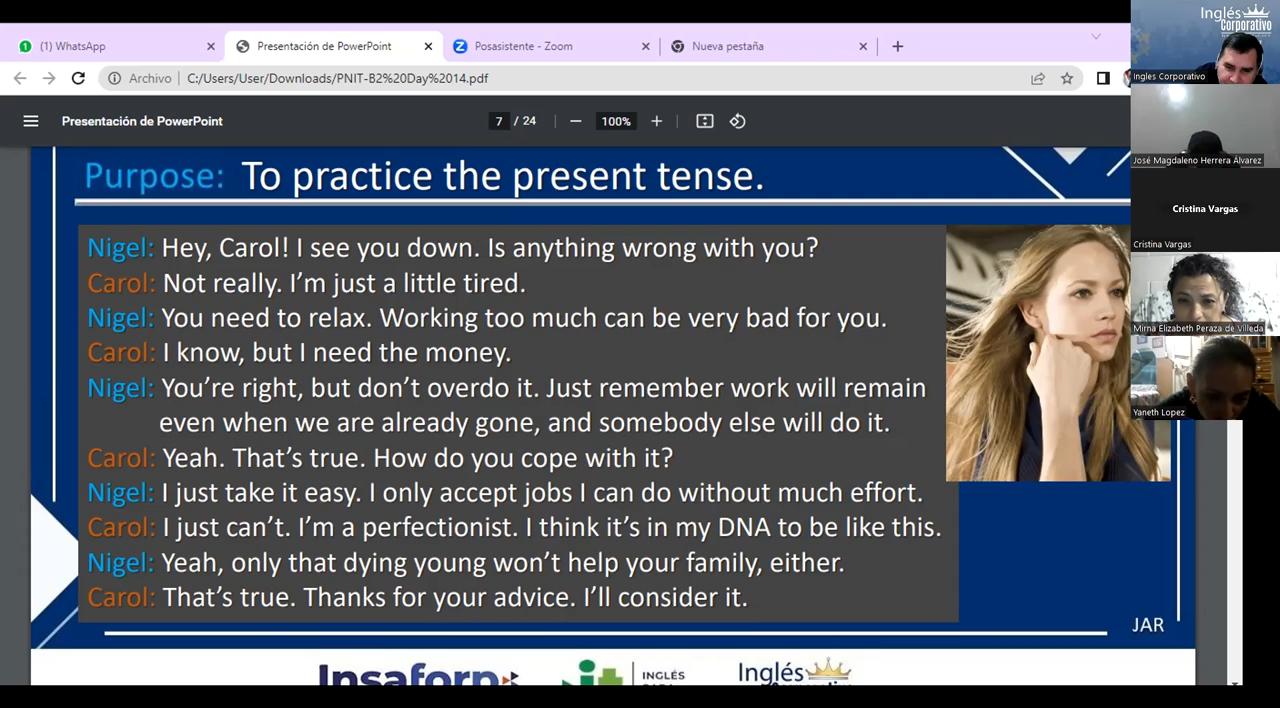 (1) WhatsApp
Presentación de PowerPoint
Posasistente - Zoom
Nueva pestaña
Archivo
C:/Users/User/Downloads/PNIT-B2%20Day%2014.pdf
Presentación de PowerPoint
7 / 24
100%
Purpose: To practice the present tense.
Nigel: Hey, Carol! I see you down. Is anything wrong with you?
Carol: Not really. I'm just a little tired.
Nigel: You need to relax. Working too much can be very bad for you.
Carol: I know, but I need the money.
Nigel: You're right, but don't overdo it. Just remember work will remain
even when we are already gone, and somebody else will do it.
Carol: Yeah. That's true. How do you cope with it?
Nigel: I just take it easy. I only accept jobs I can do without much effort.
Carol: I just can't. I'm a perfectionist. I think it's in my DNA to be like this.
Nigel: Yeah, only that dying young won't help your family, either.
Carol: That's true. Thanks for your advice. I'll consider it.
JAR
Insaforp
INGLÉS
Inglés
Corporativo
Inglés
Corporativo
Ingles Corporativo
José Magdaleno Herrera Álvarez
Cristina Vargas
Cristina Vargas
Mirna Elizabeth Peraza de Villeda
Yaneth Lopez